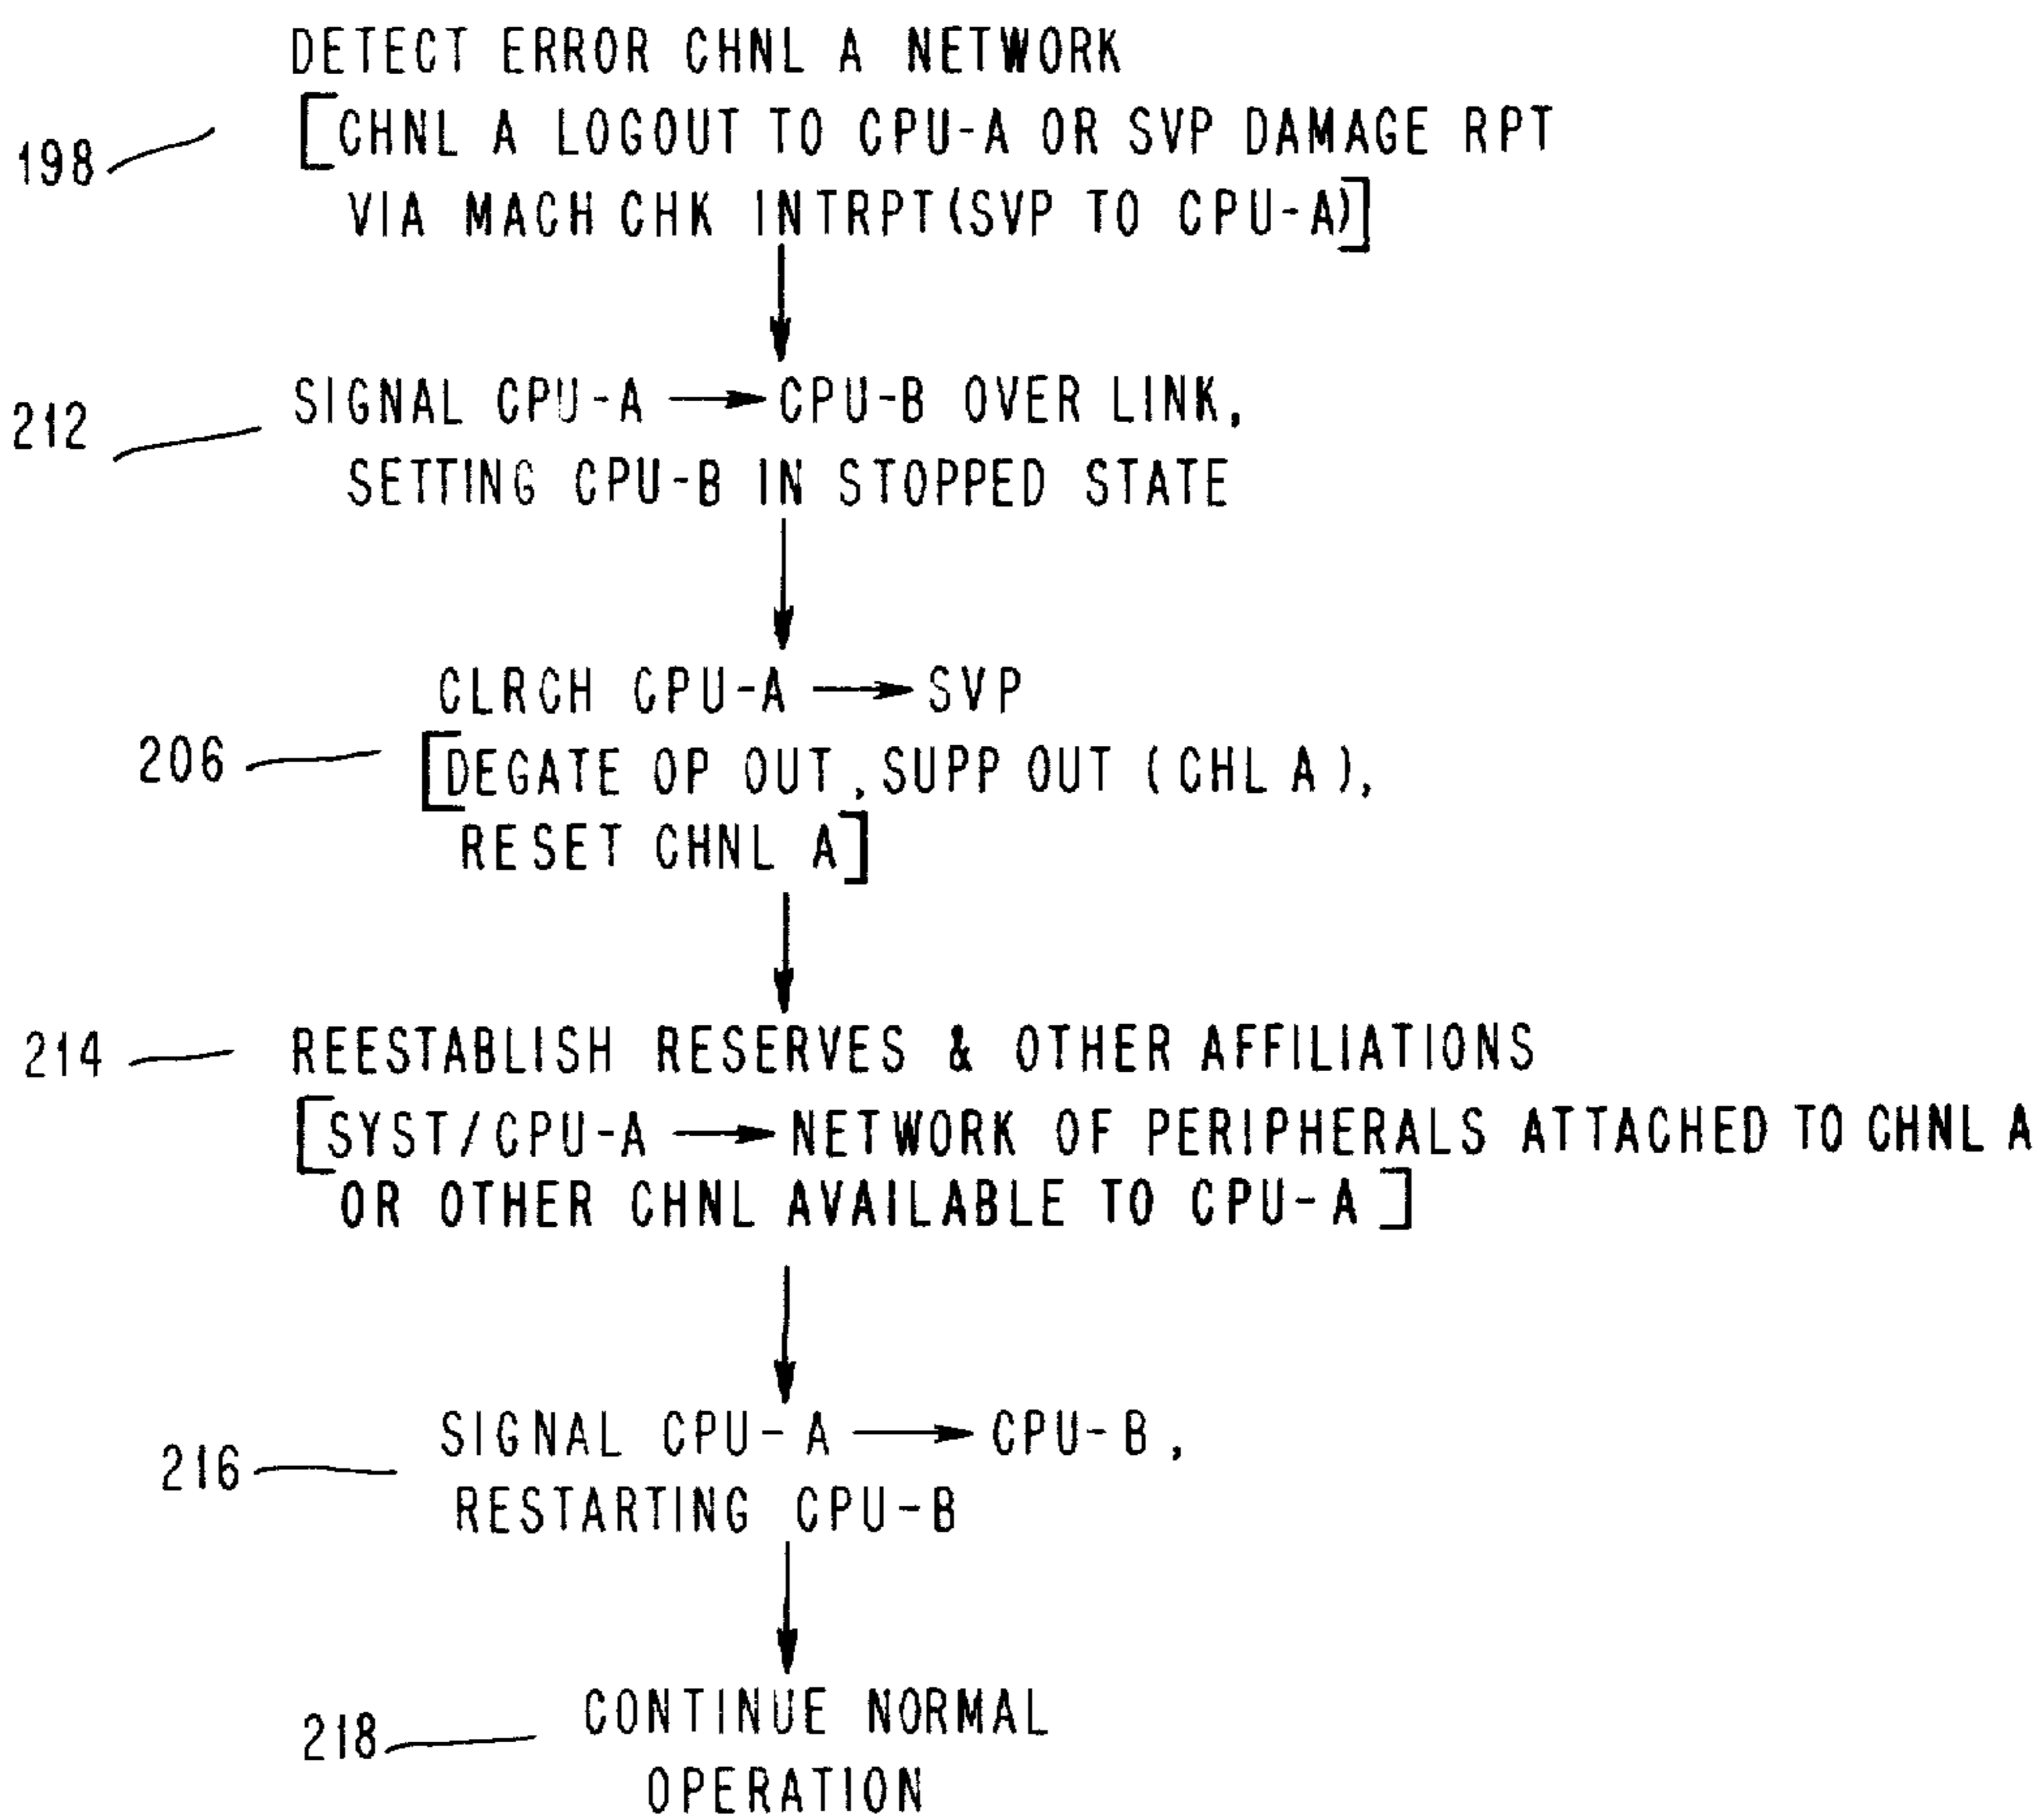 DETECT ERROR CHNL A NETWORK
[CHNL A LOGOUT TO CPU-A OR SVP DAMAGE RPT
198
VIA MACH CHK INTRPT(SVP TO CPU-A)]
212
SIGNAL CPU-A → CPU-B OVER LINK,
SETTING CPU-B IN STOPPED STATE
CLRCH CPU-A → SVP
206
[DEGATE OP OUT, SUPP OUT (CHL A),
RESET CHNL A]
214
REESTABLISH RESERVES & OTHER AFFILIATIONS
[SYST/CPU-A → NETWORK OF PERIPHERALS ATTACHED TO CHNL A
OR OTHER CHNL AVAILABLE TO CPU-A]
SIGNAL CPU-A → CPU-B,
216
RESTARTING CPU-B
218
CONTINUE NORMAL
OPERATION